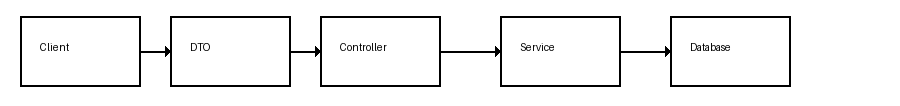 Client
DTO
Controller
Service
Database